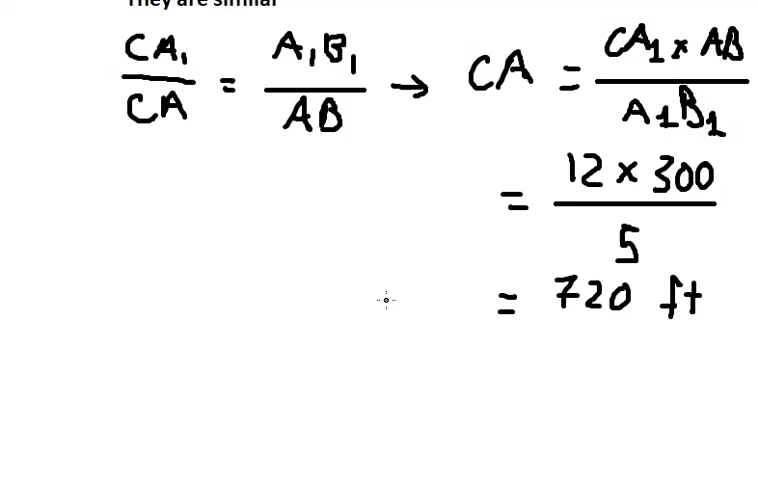 They are similar
CA₁/CA = A₁B₁/AB → CA = CA₁ x AB/A₁B₁
= 12 x 300/5
= 720 ft